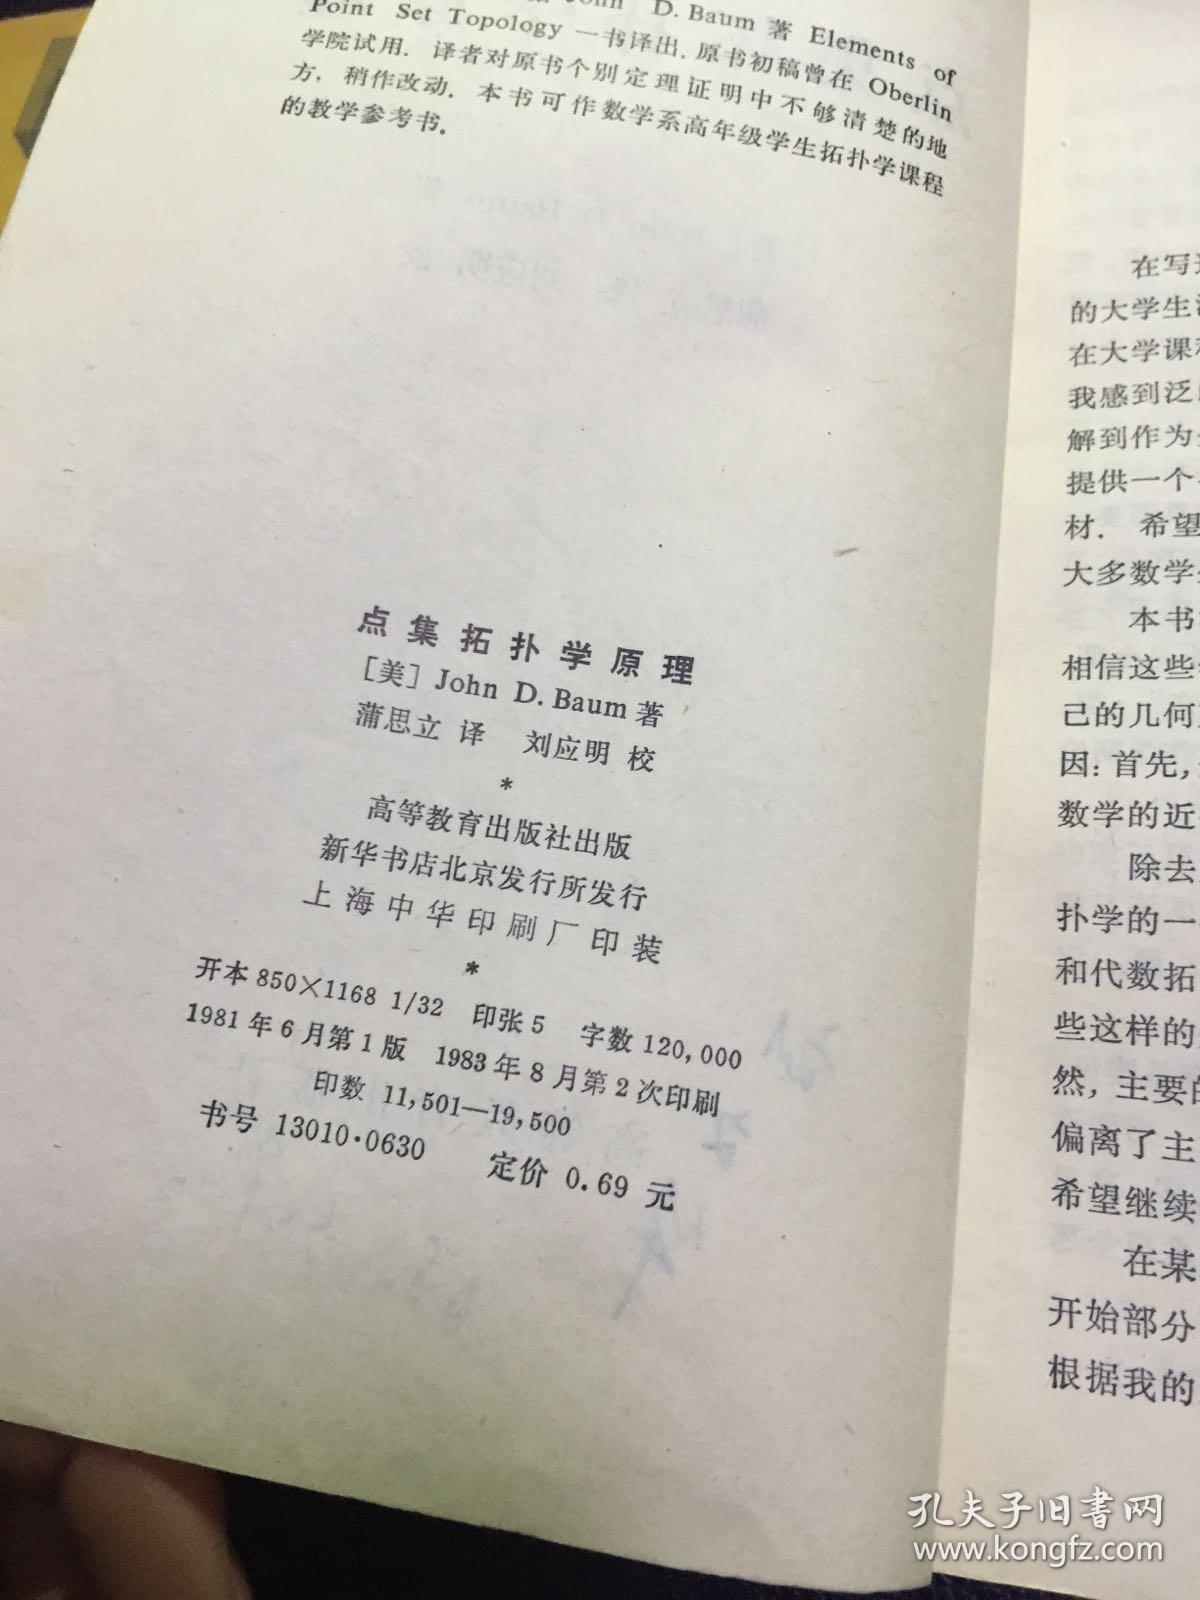 John D. Baum 著 Elements of
Point Set Topology 一书译出. 原书初稿曾在 Oberlin
学院试用. 译者对原书个别定理证明中不够清楚的地
方, 稍作改动. 本书可作数学系高年级学生拓扑学课程
的教学参考书.
点集拓扑学原理
[美] John D. Baum 著
蒲思立 译 刘应明 校
*
高等教育出版社出版
新华书店北京发行所发行
上海中华印刷厂印装
*
开本 850×1168 1/32 印张 5 字数 120,000
1981 年 6 月第 1 版 1983 年 8 月第 2 次印刷
印数 11,501—19,500
书号 13010·0630 定价 0.69 元
在写
的大学生
在大学课
我感到泛
解到作为
提供一个
材. 希望
大多数学
本书
相信这些
己的几何
因: 首先,
数学的近
除去
扑学的一
和代数拓
些这样的
然, 主要的
偏离了主
希望继续
在某
开始部分
根据我的
孔夫子旧书网
www.kongfz.com